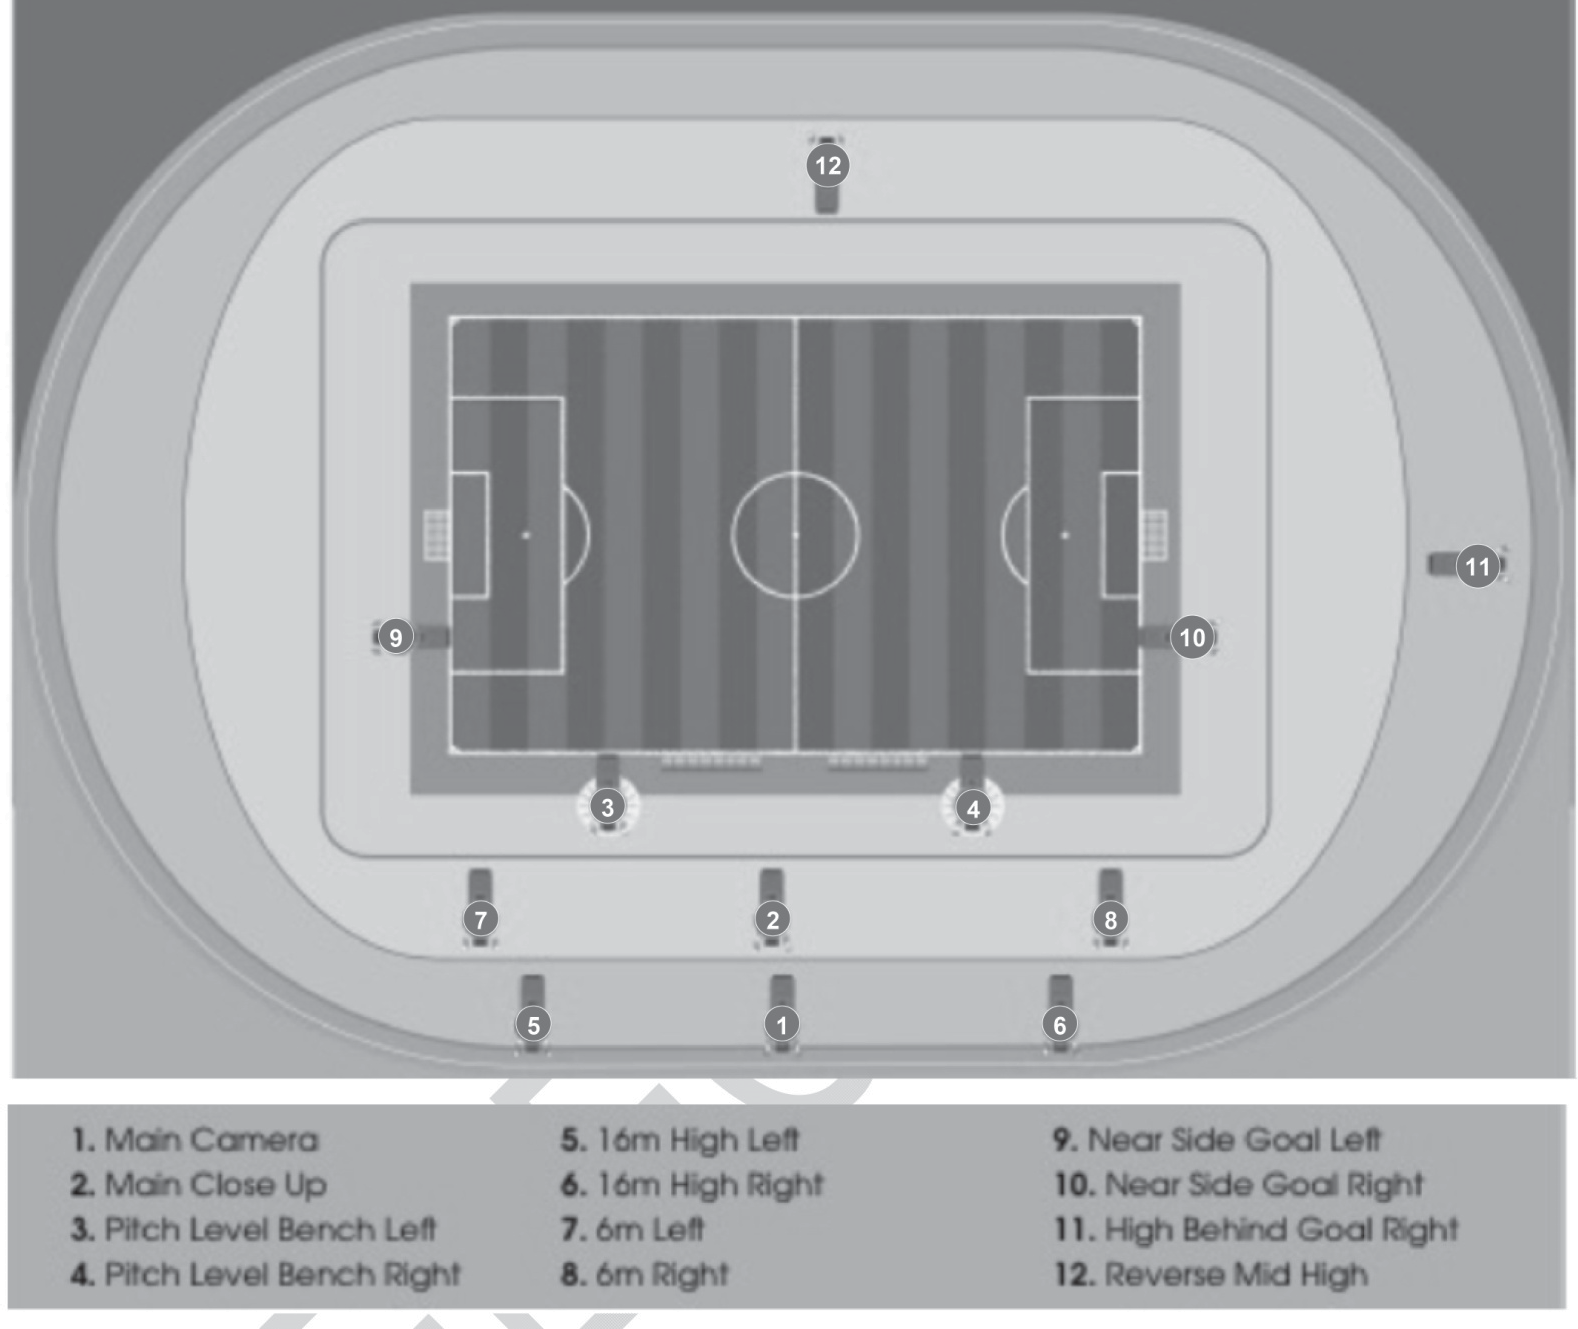 12
11
9
10
3
4
7
2
8
5
1
6
1. Main Camera
2. Main Close Up
3. Pitch Level Bench Left
4. Pitch Level Bench Right
5. 16m High Left
6. 16m High Right
7. 6m Left
8. 6m Right
9. Near Side Goal Left
10. Near Side Goal Right
11. High Behind Goal Right
12. Reverse Mid High